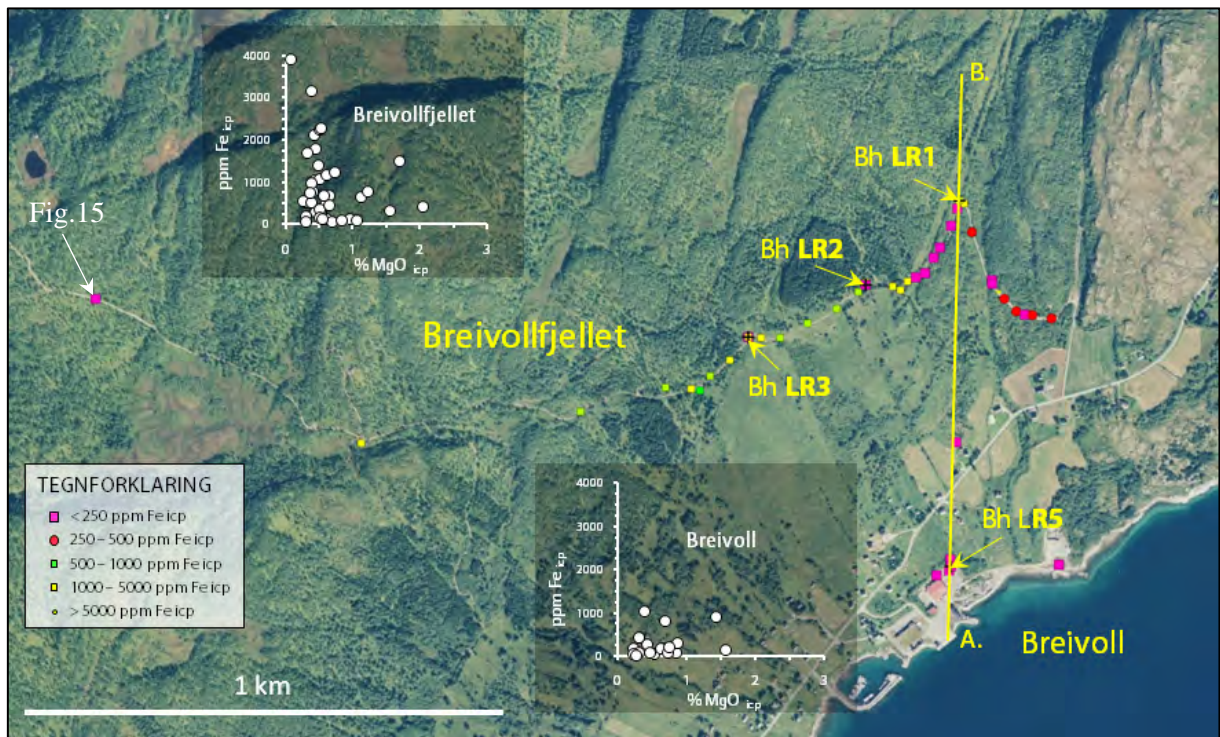 4000
3000
2000
1000
0
ppm Fe icp
Breivollfjellet
0 1 2 3
% MgO icp
B.
Bh LR1
Fig.15
Bh LR2
Breivollfjellet
Bh LR3
TEGNFORKLARING
<250 ppm Fe icp
250 – 500 ppm Fe icp
500 – 1000 ppm Fe icp
1000 – 5000 ppm Fe icp
> 5000 ppm Fe icp
1 km
4000
3000
2000
1000
0
ppm Fe icp
Breivoll
0 1 2 3
% MgO icp
Bh LR5
A.
Breivoll